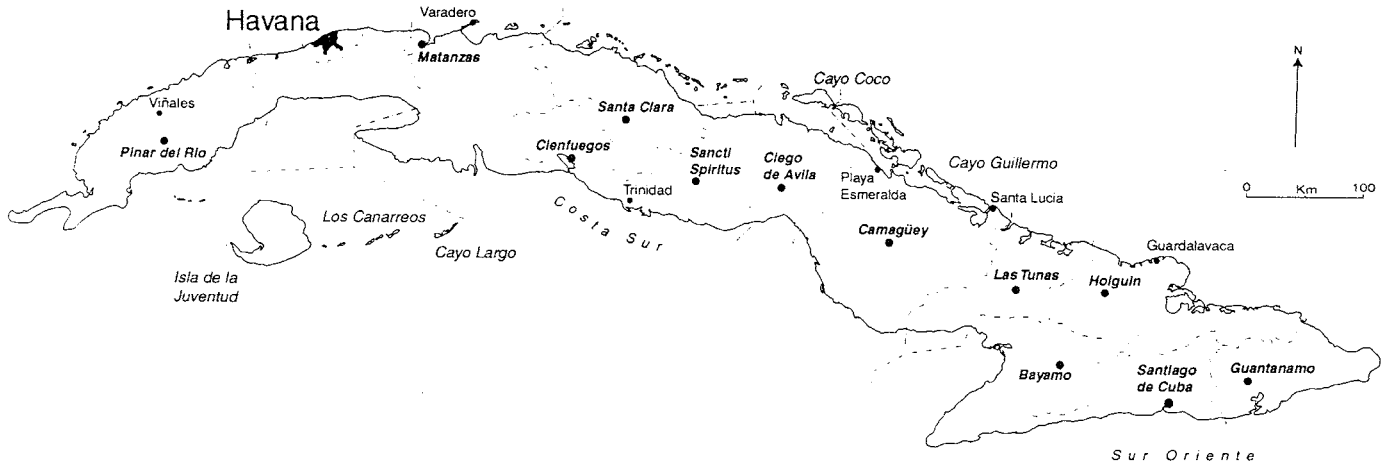 Havana
Varadero
Matanzas
Viñales
Pinar del Rio
Santa Clara
Cienfuegos
Sancti
Spiritus
Ciego
de Avila
Trinidad
Cayo Coco
Cayo Guillermo
Playa
Esmeralda
Santa Lucia
N
0 Km 100
Los Canarreos
Cayo Largo
Isla de la
Juventud
Costa Sur
Camagüey
Guardalavaca
Las Tunas
Holguin
Bayamo
Santiago
de Cuba
Guantanamo
Sur Oriente